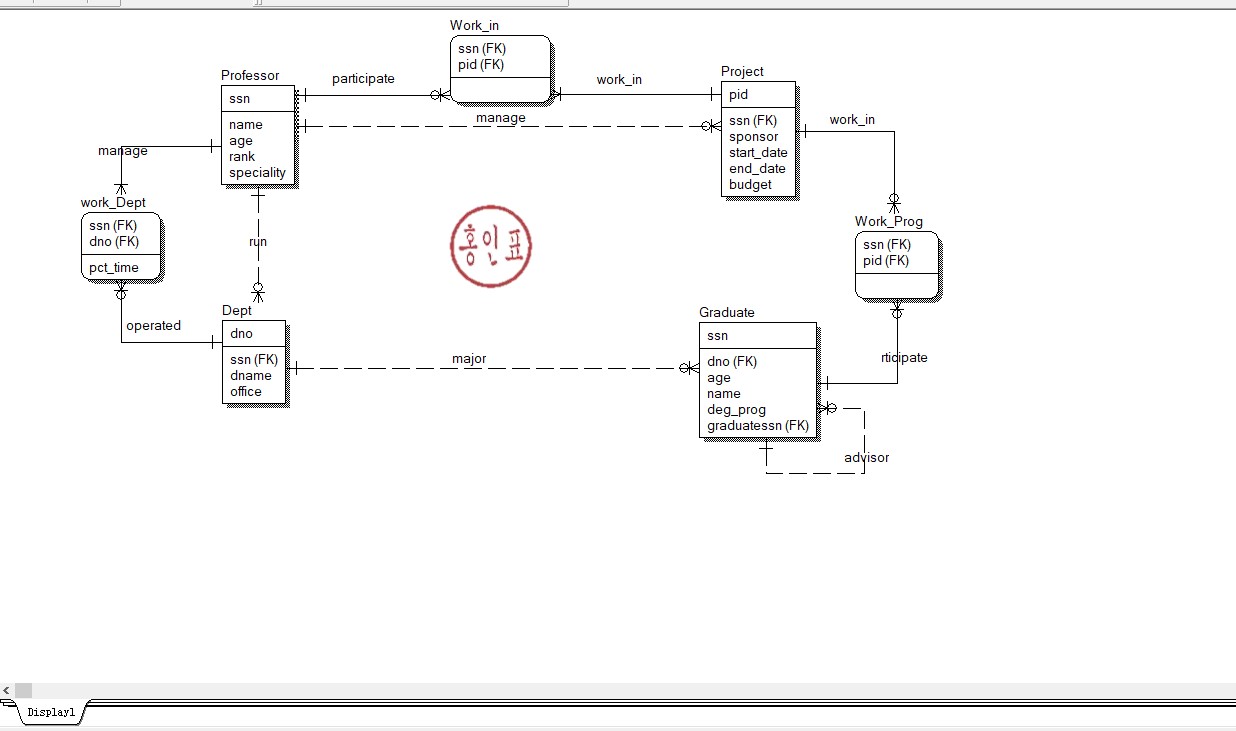 Work_in
ssn (FK)
pid (FK)
Professor
ssn
name
age
rank
speciality
participate
work_in
manage
Project
pid
ssn (FK)
sponsor
start_date
end_date
budget
work_in
manage
work_Dept
ssn (FK)
dno (FK)
pct_time
run
홍인표
Work_Prog
ssn (FK)
pid (FK)
operated
Dept
dno
ssn (FK)
dname
office
major
Graduate
ssn
dno (FK)
age
name
deg_prog
graduatessn (FK)
rticipate
advisor
Display1